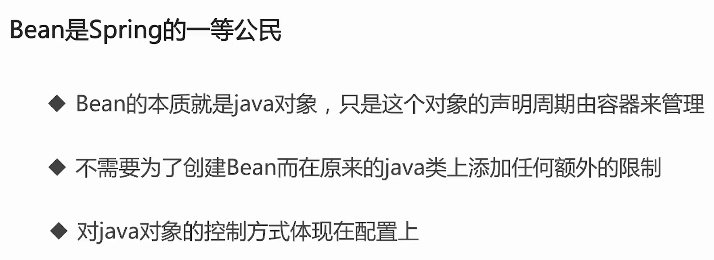 Bean是Spring的一等公民
◆ Bean的本质就是java对象，只是这个对象的声明周期由容器来管理
◆ 不需要为了创建Bean而在原来的java类上添加任何额外的限制
◆ 对java对象的控制方式体现在配置上